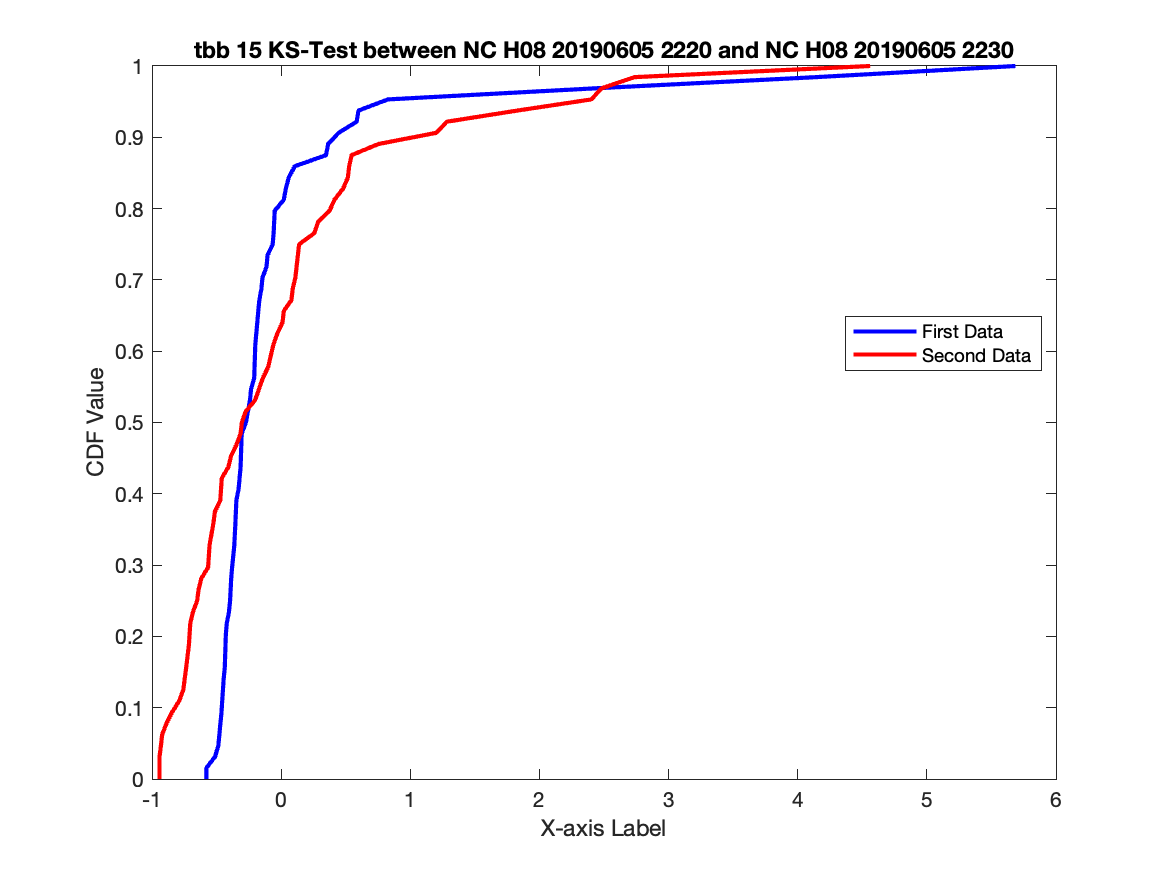 tbb 15 KS-Test between NC H08 20190605 2220 and NC H08 20190605 2230
1
0.9
0.8
0.7
0.6
0.5
0.4
0.3
0.2
0.1
0
CDF Value
First Data
Second Data
-1 0 1 2 3 4 5 6
X-axis Label